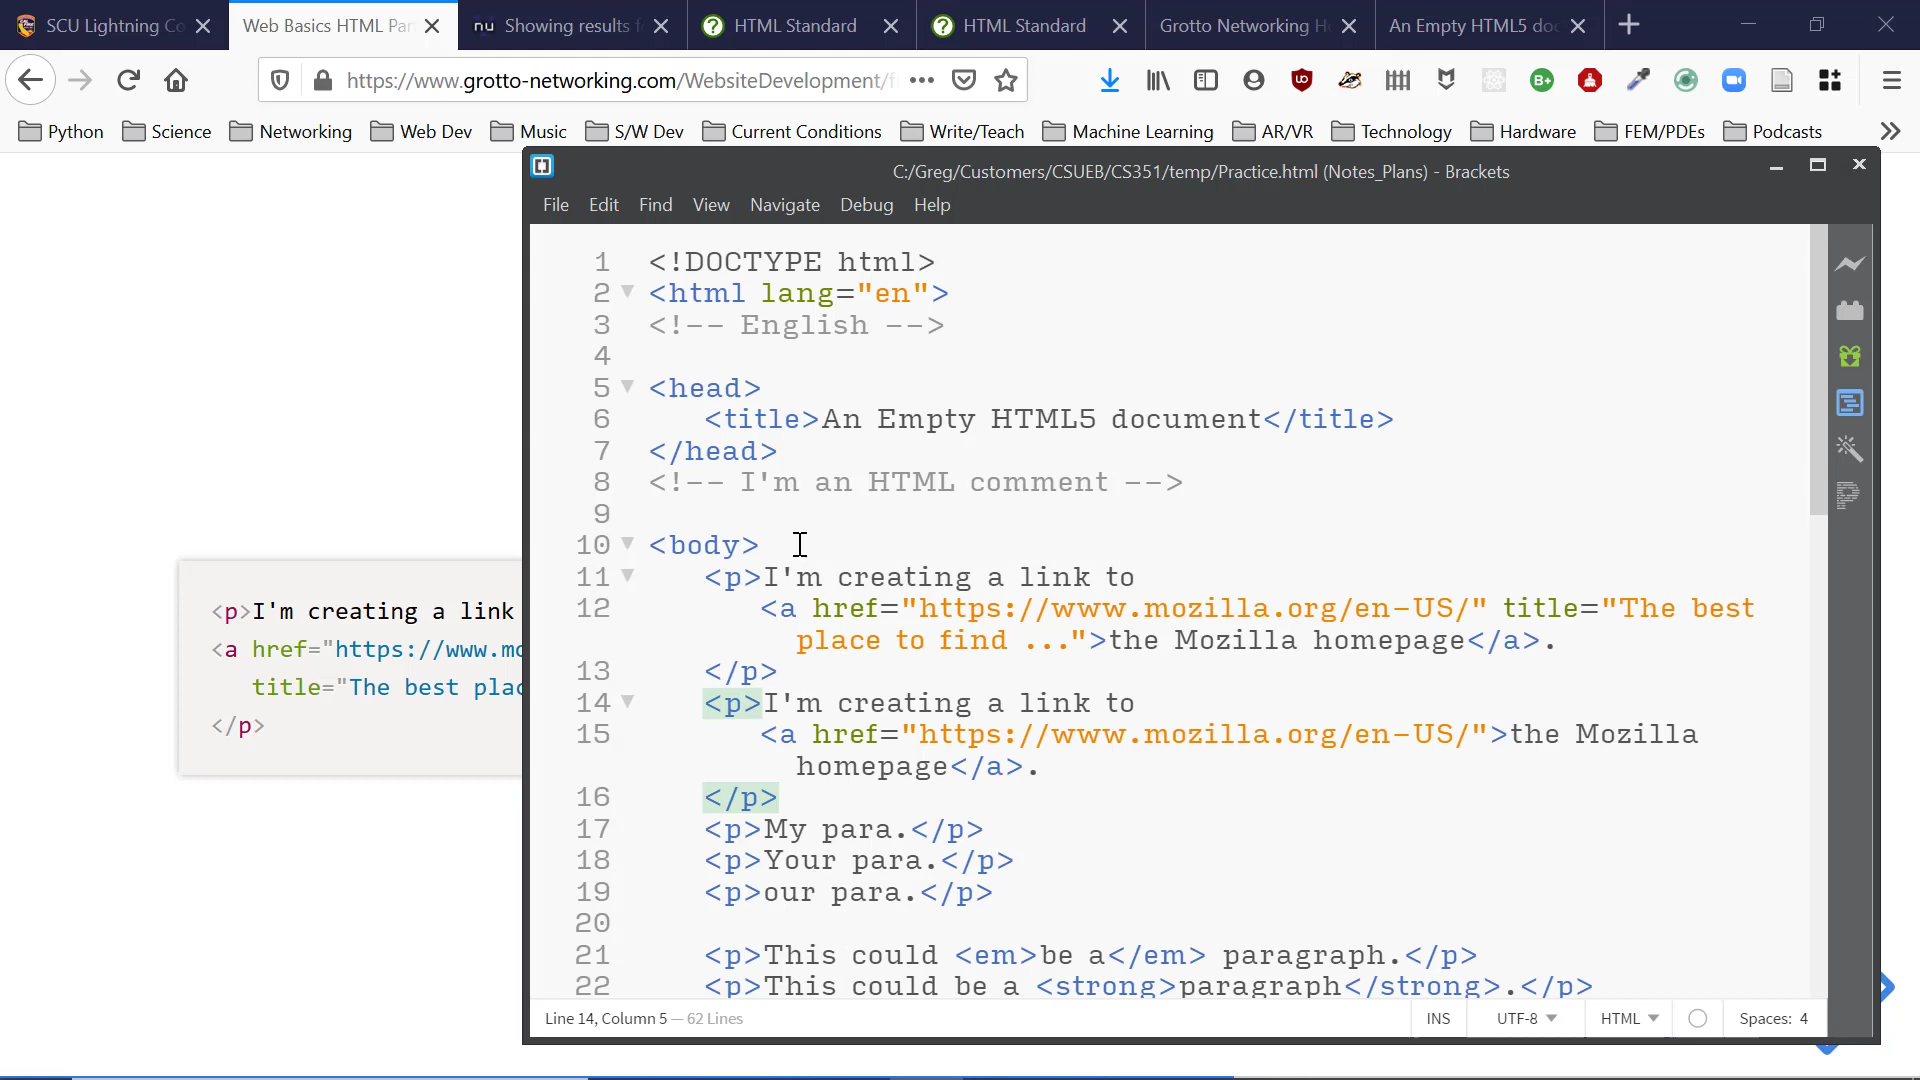 SCU Lightning Co
Web Basics HTML Par
nu Showing results f
HTML Standard
HTML Standard
Grotto Networking H
An Empty HTML5 doc
https://www.grotto-networking.com/WebsiteDevelopment/f
Python
Science
Networking
Web Dev
Music
S/W Dev
Current Conditions
Write/Teach
Machine Learning
AR/VR
Technology
Hardware
FEM/PDEs
Podcasts
C:/Greg/Customers/CSUEB/CS351/temp/Practice.html (Notes_Plans) - Brackets
File Edit Find View Navigate Debug Help
1 <!DOCTYPE html>
2 <html lang="en">
3 <!-- English -->
4
5 <head>
6 <title>An Empty HTML5 document</title>
7 </head>
8 <!-- I'm an HTML comment -->
9
10 <body>
11 <p>I'm creating a link to
12 <a href="https://www.mozilla.org/en-US/" title="The best
place to find ...">the Mozilla homepage</a>.
13 </p>
14 <p>I'm creating a link to
15 <a href="https://www.mozilla.org/en-US/">the Mozilla
homepage</a>.
16 </p>
17 <p>My para.</p>
18 <p>Your para.</p>
19 <p>our para.</p>
20
21 <p>This could <em>be a</em> paragraph.</p>
22 <p>This could be a <strong>paragraph</strong>.</p>
Line 14, Column 5 — 62 Lines
INS UTF-8 HTML Spaces: 4
<p>I'm creating a link
<a href="https://www.mo
title="The best plac
</p>